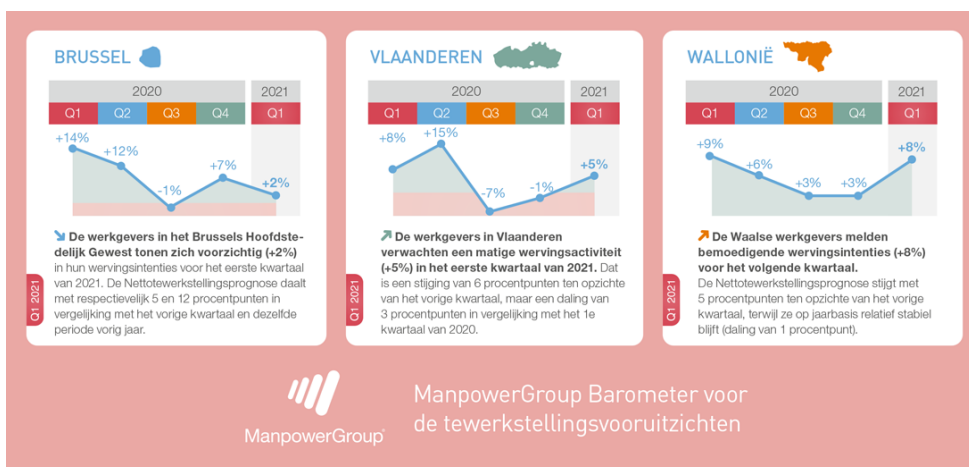 BRUSSEL
2020 2021
Q1 Q2 Q3 Q4 Q1
+14%
+12%
-1%
+7%
+2%
De werkgevers in het Brussels Hoofdste-
delijk Gewest tonen zich voorzichtig (+2%)
in hun wervingsintenties voor het eerste kwartaal
van 2021. De Nettotewerkstellingsprognose daalt
met respectievelijk 5 en 12 procentpunten in
vergelijking met het vorige kwartaal en dezelfde
periode vorig jaar.
Q1 2021
VLAANDEREN
2020 2021
Q1 Q2 Q3 Q4 Q1
+8%
+15%
-7%
-1%
+5%
De werkgevers in Vlaanderen
verwachten een matige wervingsactiviteit
(+5%) in het eerste kwartaal van 2021. Dat
is een stijging van 6 procentpunten ten opzichte
van het vorige kwartaal, maar een daling van
3 procentpunten in vergelijking met het 1e
kwartaal van 2020.
Q1 2021
WALLONIË
2020 2021
Q1 Q2 Q3 Q4 Q1
+9%
+6%
+3%
+3%
+8%
De Waalse werkgevers melden
bemoedigende wervingsintenties (+8%)
voor het volgende kwartaal.
De Nettotewerkstellingsprognose stijgt met
5 procentpunten ten opzichte van het vorige
kwartaal, terwijl ze op jaarbasis relatief stabiel
blijft (daling van 1 procentpunt).
Q1 2021
ManpowerGroup
ManpowerGroup Barometer voor
de tewerkstellingsvooruitzichten